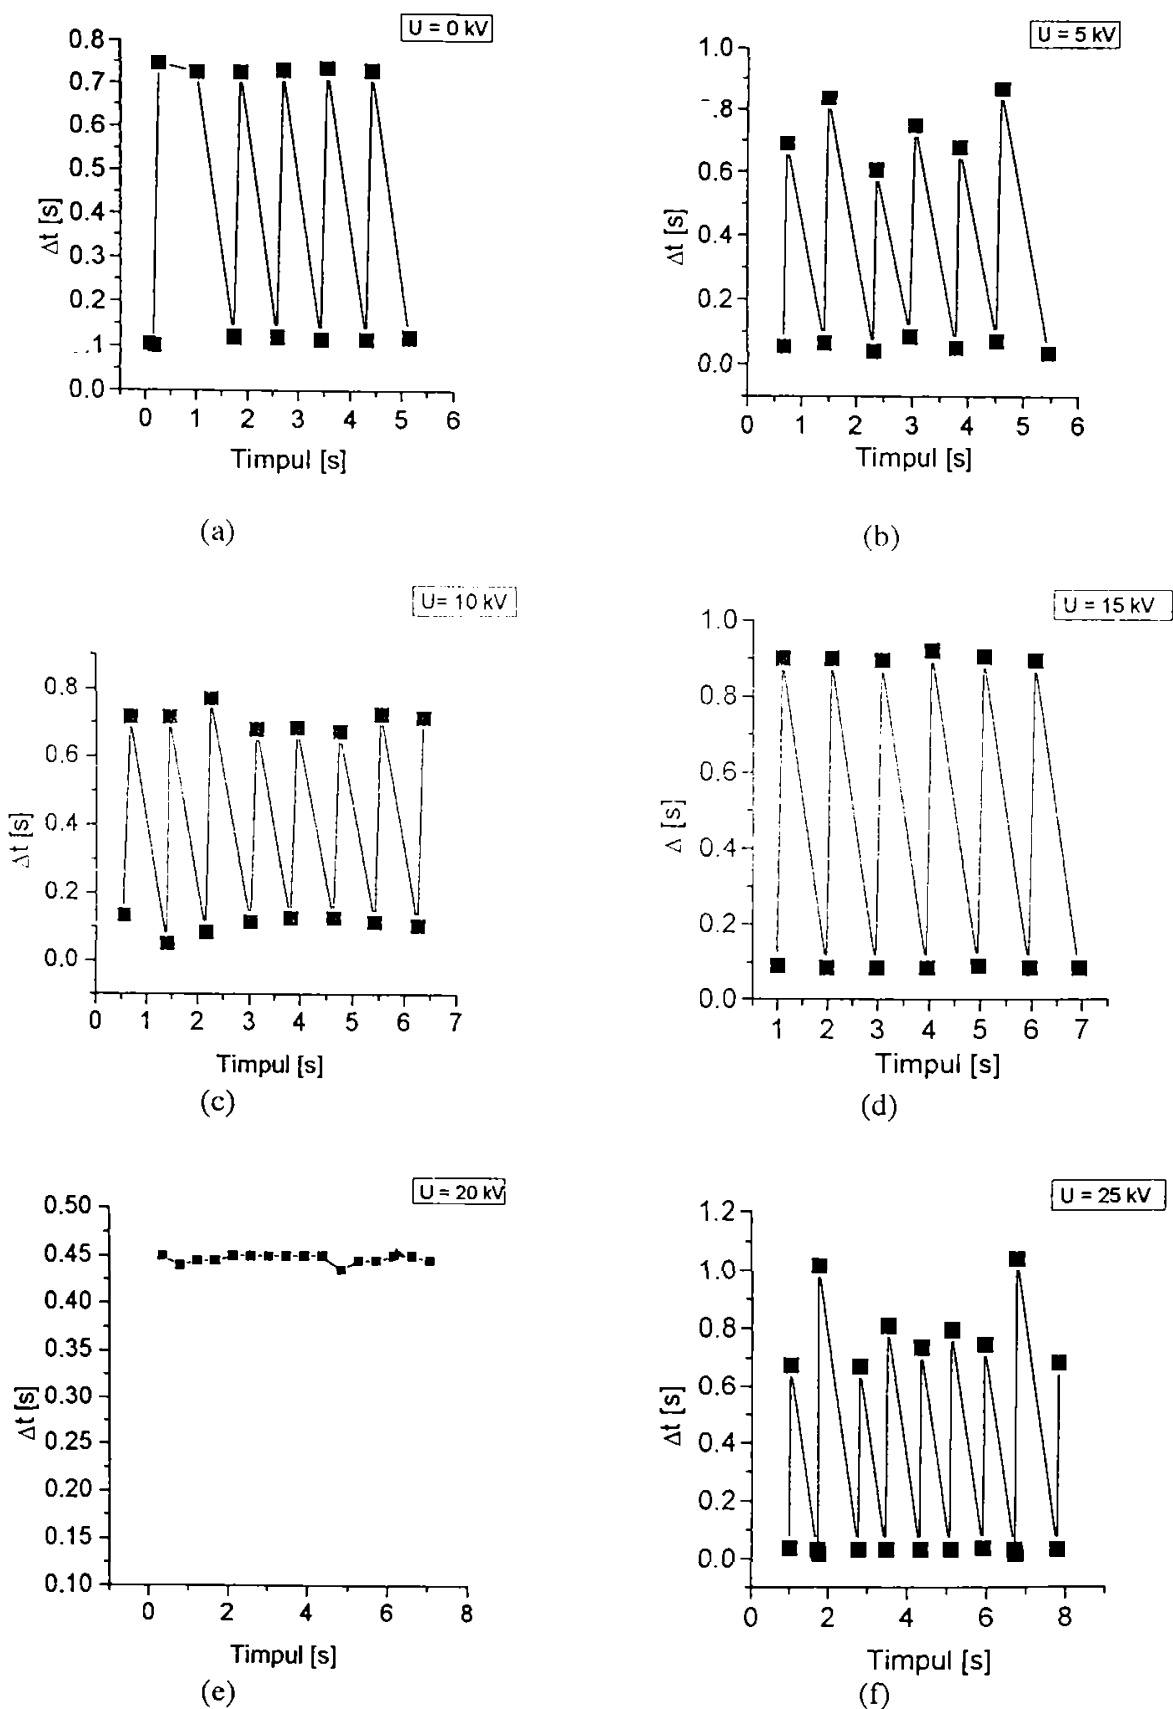 U = 0 kV
0.8
0.7
0.6
0.5
0.4
0.3
0.2
.1
0.0
Δt [s]
0 1 2 3 4 5 6
Timpul [s]
(a)
U = 5 kV
1.0
.8
0.6
0.4
0.2
0.0
Δt [s]
0 1 2 3 4 5 6
Timpul [s]
(b)
U= 10 kV
0.8
0.6
0.4
0.2
0.0
Δt [s]
0 1 2 3 4 5 6 7
Timpul [s]
(c)
U = 15 kV
1.0
0.8
0.6
0.4
0.2
0.0
Δ [s]
1 2 3 4 5 6 7
Timpul [s]
(d)
U = 20 kV
0.50
0.45
0.40
0.35
0.30
0.25
0.20
0.15
0.10
Δt [s]
0 2 4 6 8
Timpul [s]
(e)
U = 25 kV
1.2
1.0
0.8
0.6
0.4
0.2
0.0
Δt [s]
0 2 4 6 8
Timpul [s]
(f)